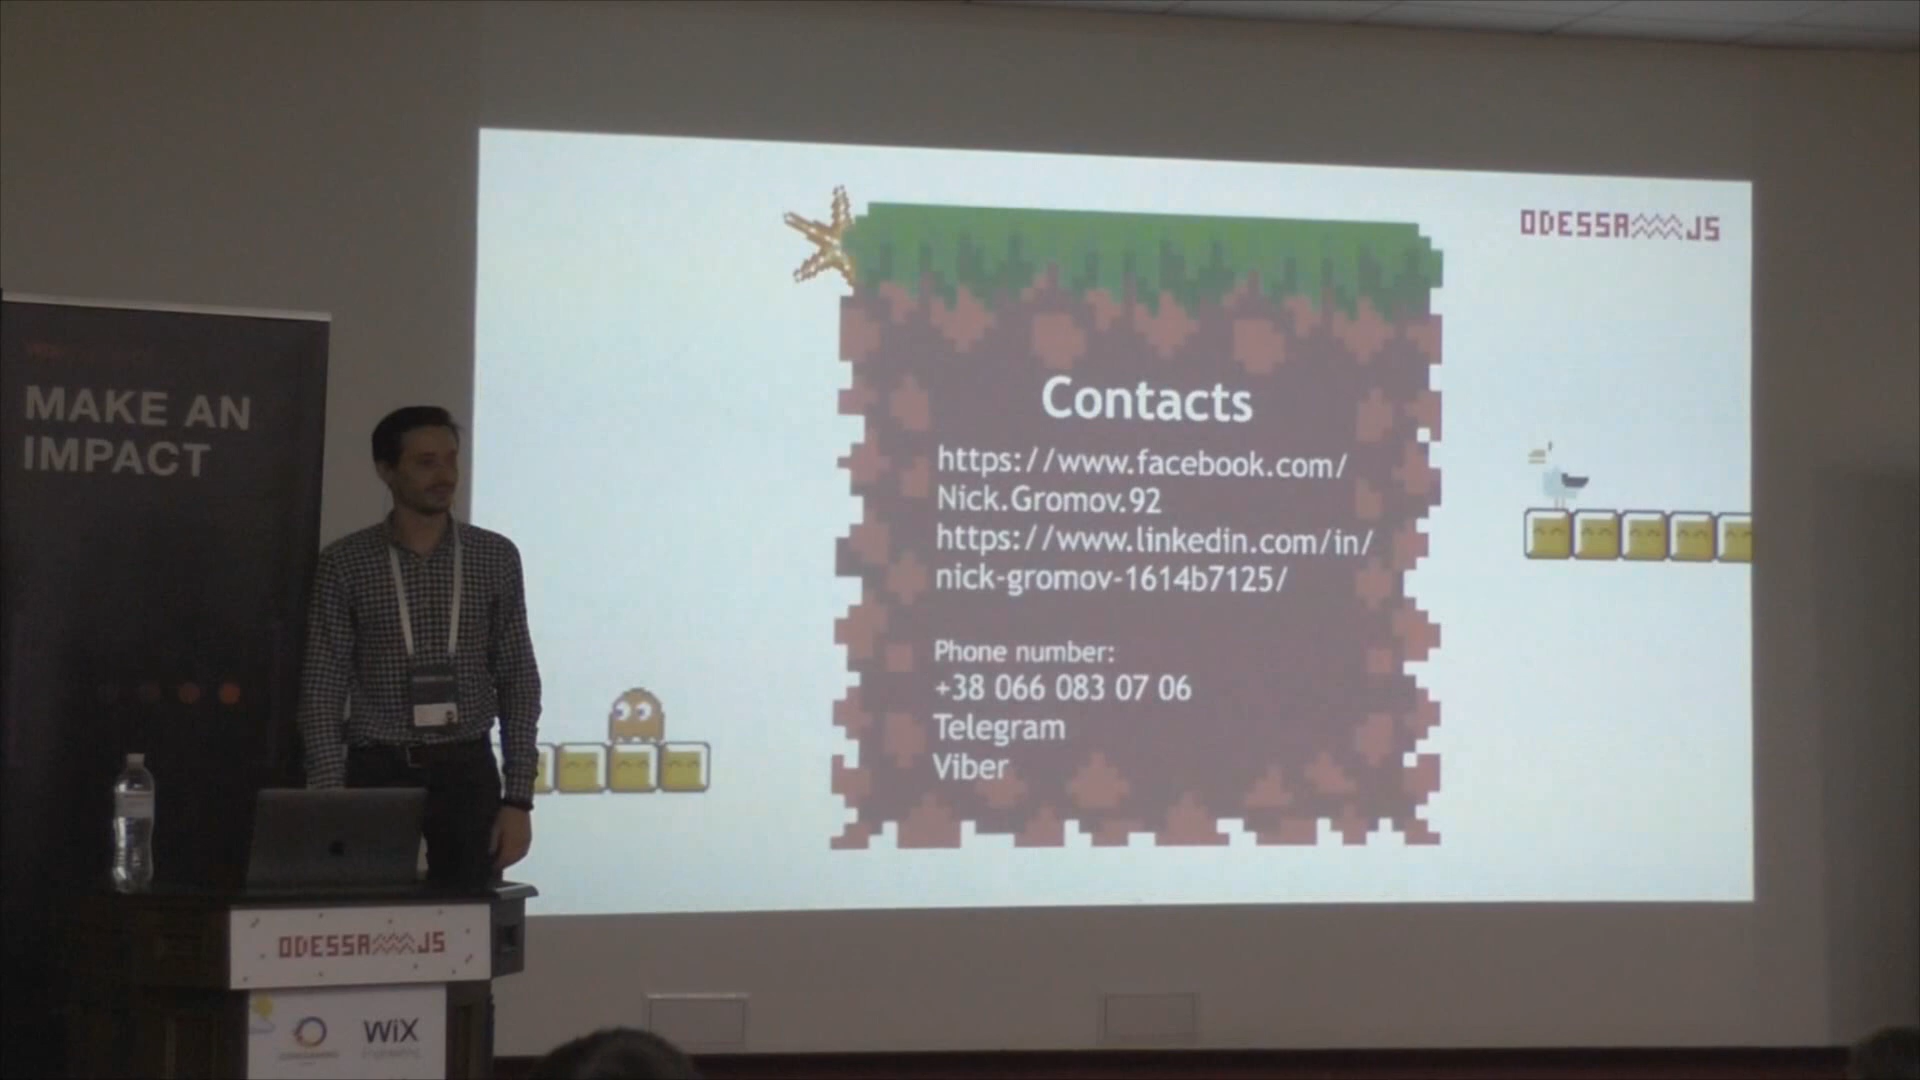 ODESSA JS
MAKE AN
IMPACT
Contacts
https://www.facebook.com/
Nick.Gromov.92
https://www.linkedin.com/in/
nick-gromov-1614b7125/
Phone number:
+38 066 083 07 06
Telegram
Viber
ODESSA JS
WiX
engineering